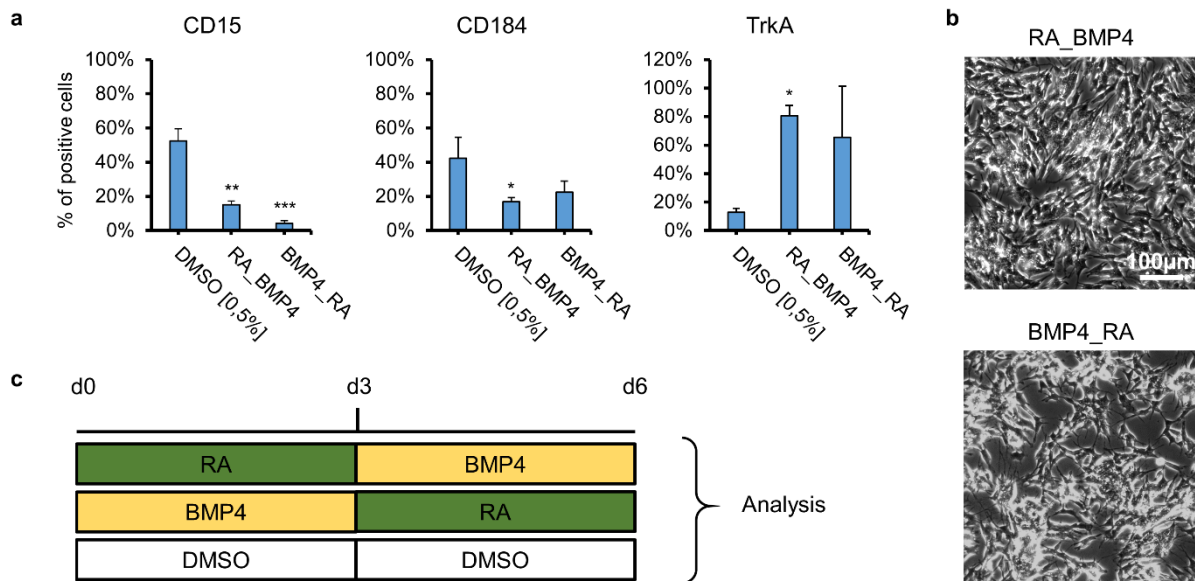 a
CD15
CD184
TrkA
% of positive cells
100%
80%
60%
40%
20%
0%
**
***
DMSO [0,5%]
RA_BMP4
BMP4_RA
100%
80%
60%
40%
20%
0%
*
DMSO [0,5%]
RA_BMP4
BMP4_RA
120%
100%
80%
60%
40%
20%
0%
*
DMSO [0,5%]
RA_BMP4
BMP4_RA
b
RA_BMP4
100µm
BMP4_RA
c
d0 d3 d6
RA BMP4
BMP4 RA
DMSO DMSO
Analysis